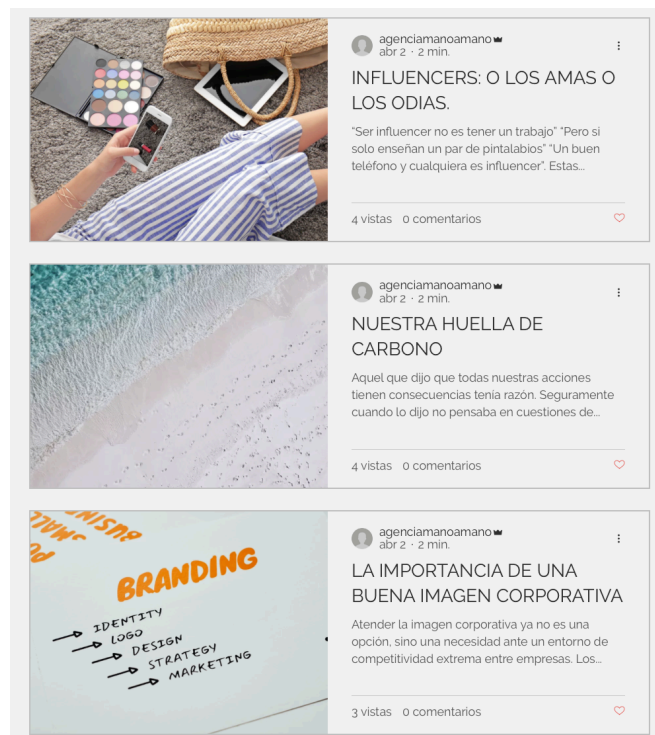 agenciamanoamano
abr 2 · 2 min.
INFLUENCERS: O LOS AMAS O
LOS ODIAS.
"Ser influencer no es tener un trabajo" "Pero si
solo enseñan un par de pintalabios" "Un buen
teléfono y cualquiera es influencer". Estas...
4 vistas 0 comentarios
agenciamanoamano
abr 2 · 2 min.
NUESTRA HUELLA DE
CARBONO
Aquel que dijo que todas nuestras acciones
tienen consecuencias tenía razón. Seguramente
cuando lo dijo no pensaba en cuestiones de...
4 vistas 0 comentarios
SMALL
BUSING
BRANDING
IDENTITY
LOGO
DESIGN
STRATEGY
MARKETING
agenciamanoamano
abr 2 · 2 min.
LA IMPORTANCIA DE UNA
BUENA IMAGEN CORPORATIVA
Atender la imagen corporativa ya no es una
opción, sino una necesidad ante un entorno de
competitividad extrema entre empresas. Los...
3 vistas 0 comentarios